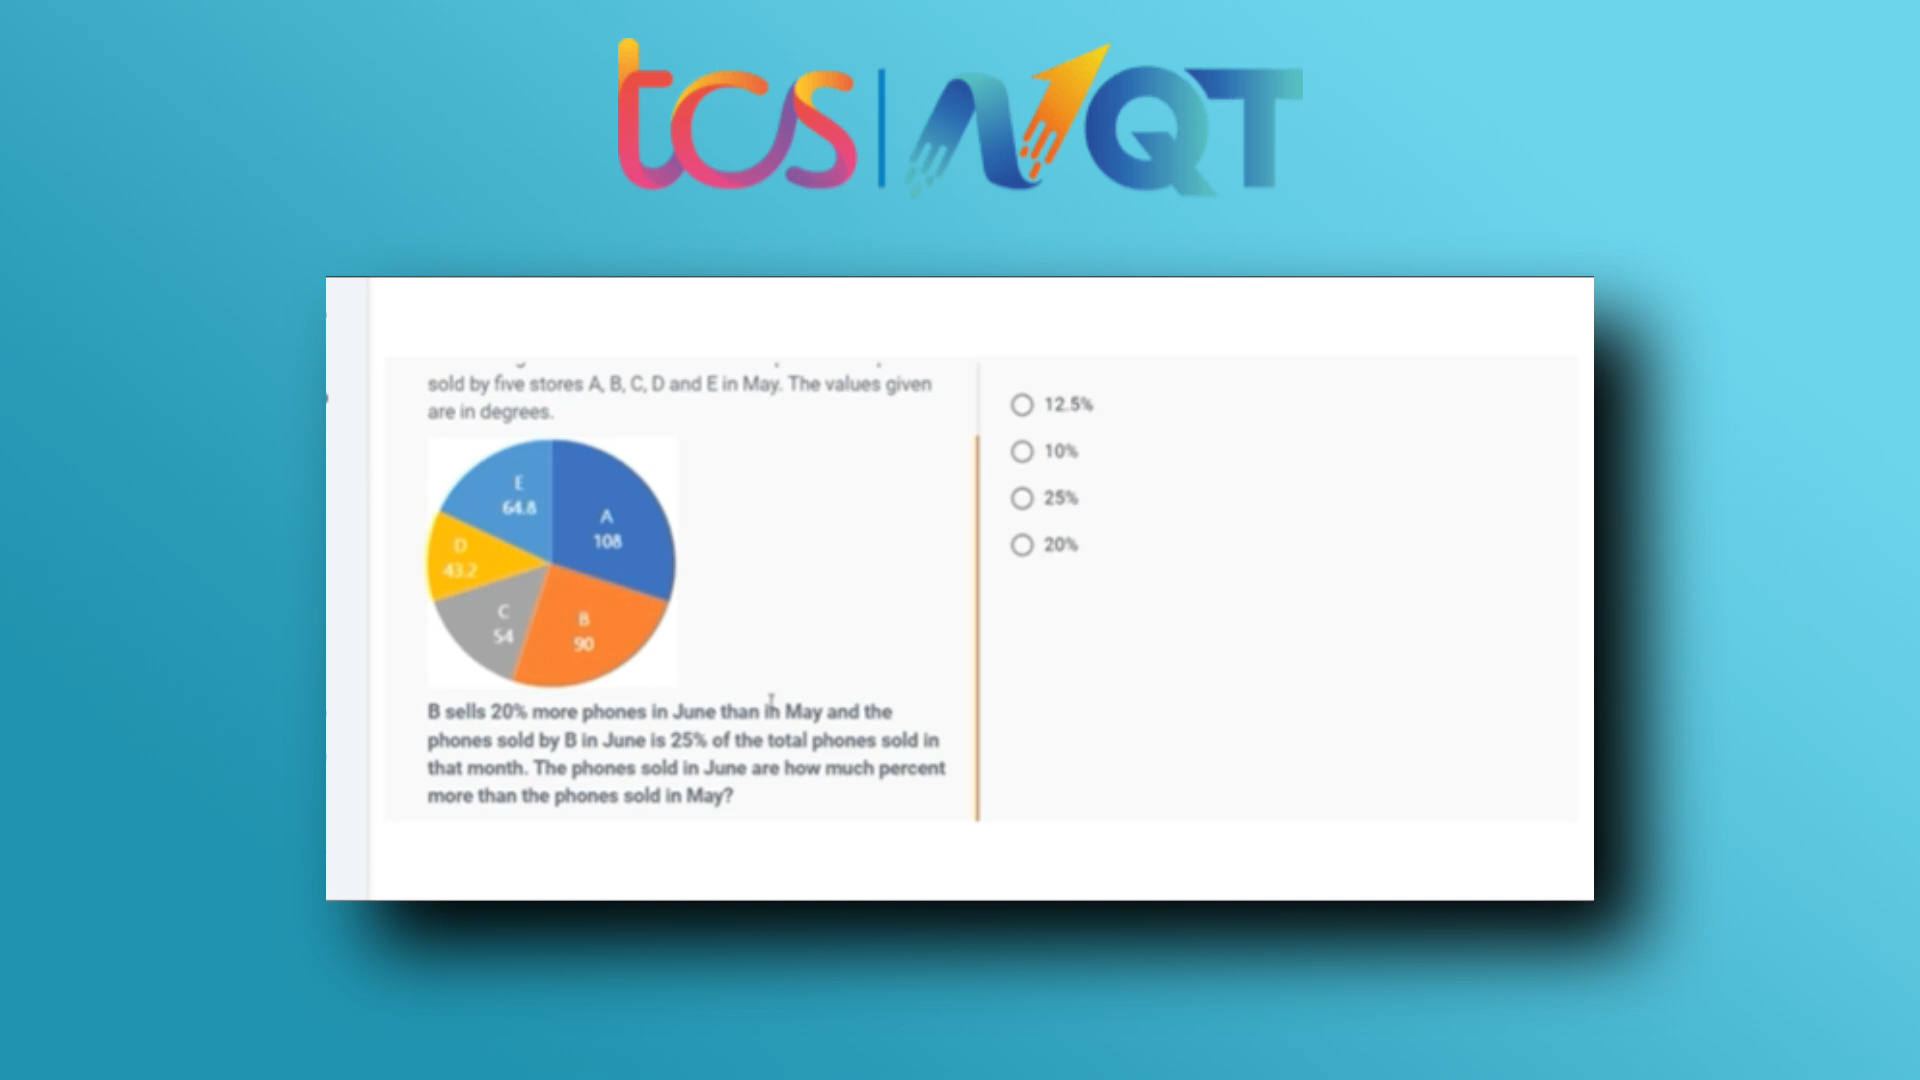 tcs | NQT
sold by five stores A, B, C, D and E in May. The values given
are in degrees.
E
64.8
A
108
D
43.2
C
54
B
90
B sells 20% more phones in June than in May and the
phones sold by B in June is 25% of the total phones sold in
that month. The phones sold in June are how much percent
more than the phones sold in May?
12.5%
10%
25%
20%